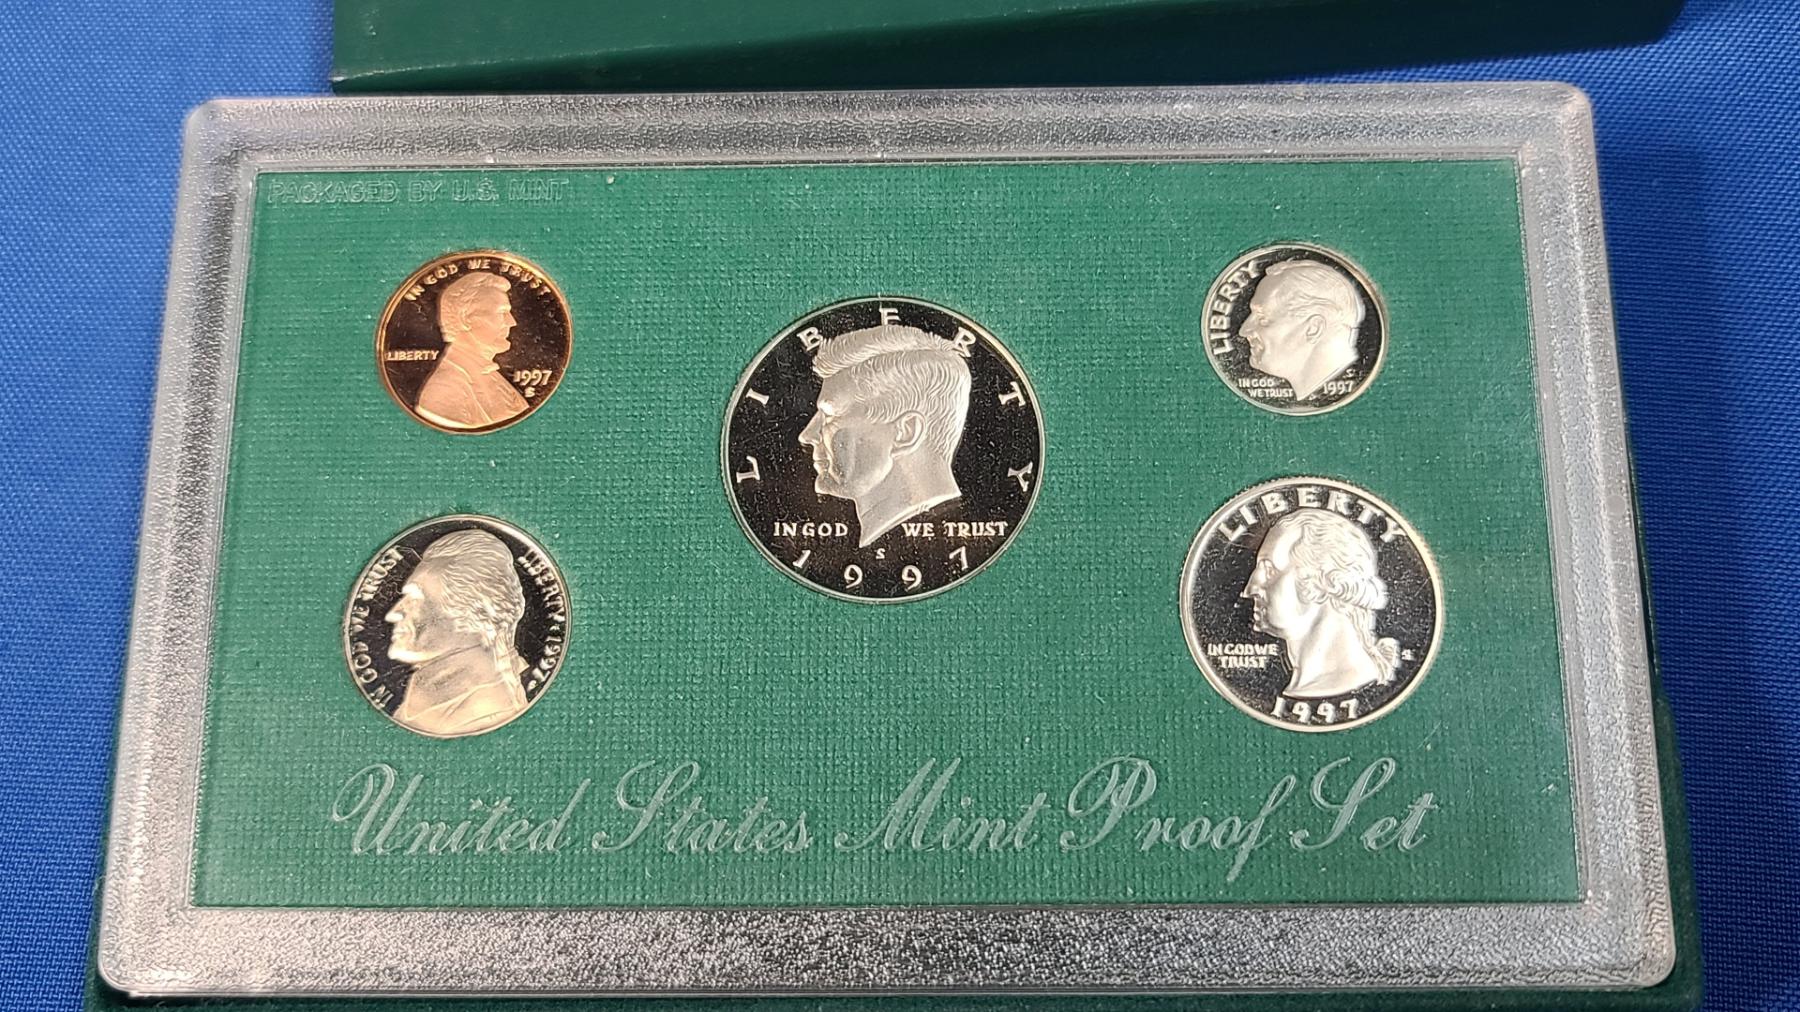 PACKAGED BY U.S. MINT
IN GOD WE TRUST
LIBERTY
1997
S
LIBERTY
IN GOD WE TRUST
S
1997
LIBERTY
IN GOD
WE TRUST
S
1997
IN GOD WE TRUST
LIBERTY
1997
LIBERTY
IN GOD WE
TRUST
S
1997
United States Mint Proof Set